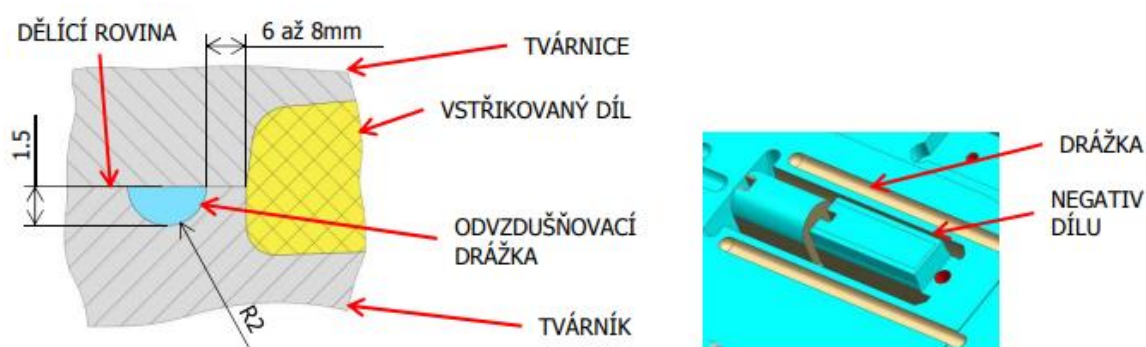 DĚLÍCÍ ROVINA
6 až 8mm
TVÁRNICE
VSTŘIKOVANÝ DÍL
1.5
ODVZDUŠŇOVACÍ
DRÁŽKA
R2
TVÁRNÍK
DRÁŽKA
NEGATIV
DÍLU